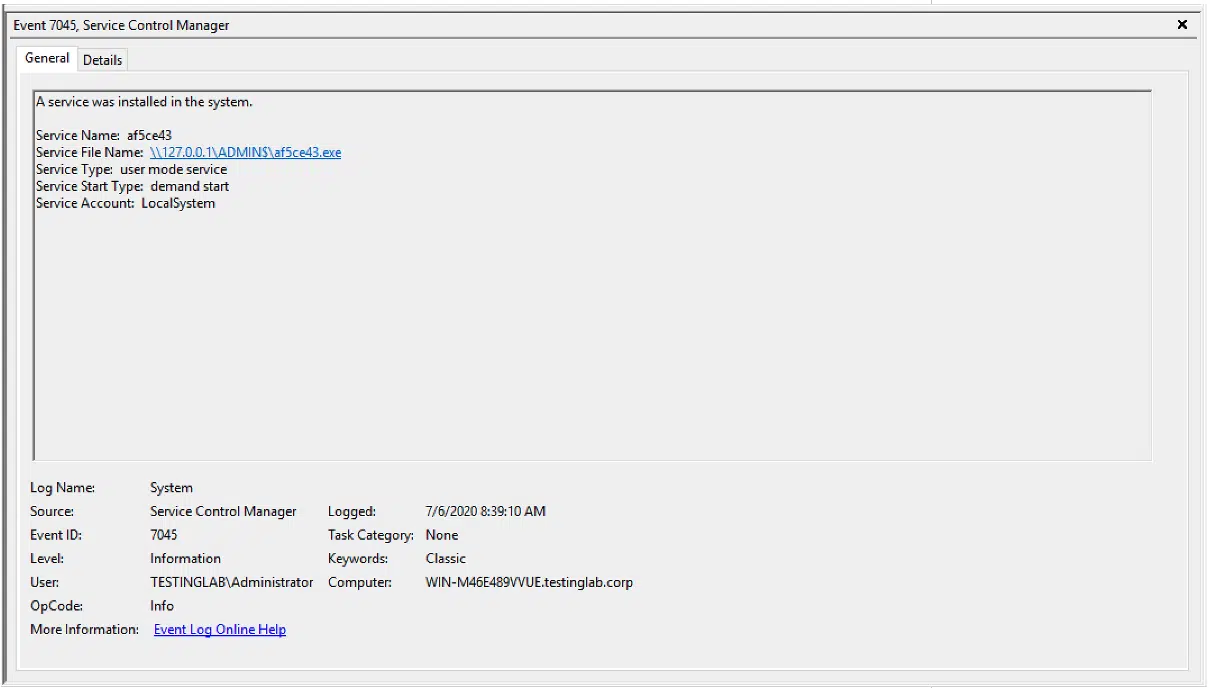 Event 7045, Service Control Manager
General Details
A service was installed in the system.
Service Name: af5ce43
Service File Name: \\127.0.0.1\ADMIN$\af5ce43.exe
Service Type: user mode service
Service Start Type: demand start
Service Account: LocalSystem
Log Name: System
Source: Service Control Manager Logged: 7/6/2020 8:39:10 AM
Event ID: 7045 Task Category: None
Level: Information Keywords: Classic
User: TESTINGLAB\Administrator Computer: WIN-M46E489VVUE.testinglab.corp
OpCode: Info
More Information: Event Log Online Help